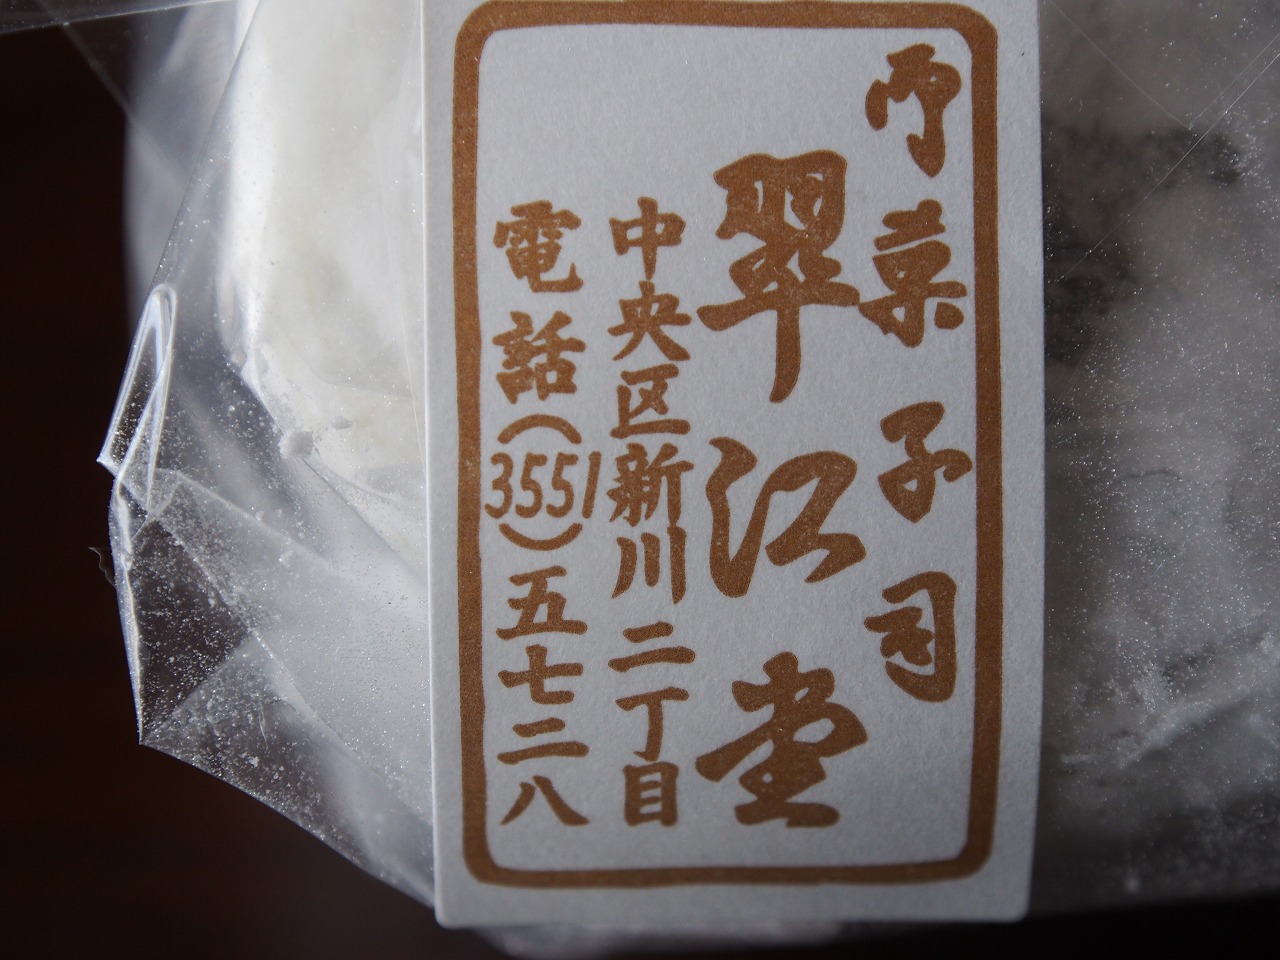 御菓子司
翠江堂
中央区新川二丁目
電話(3551)五七二八